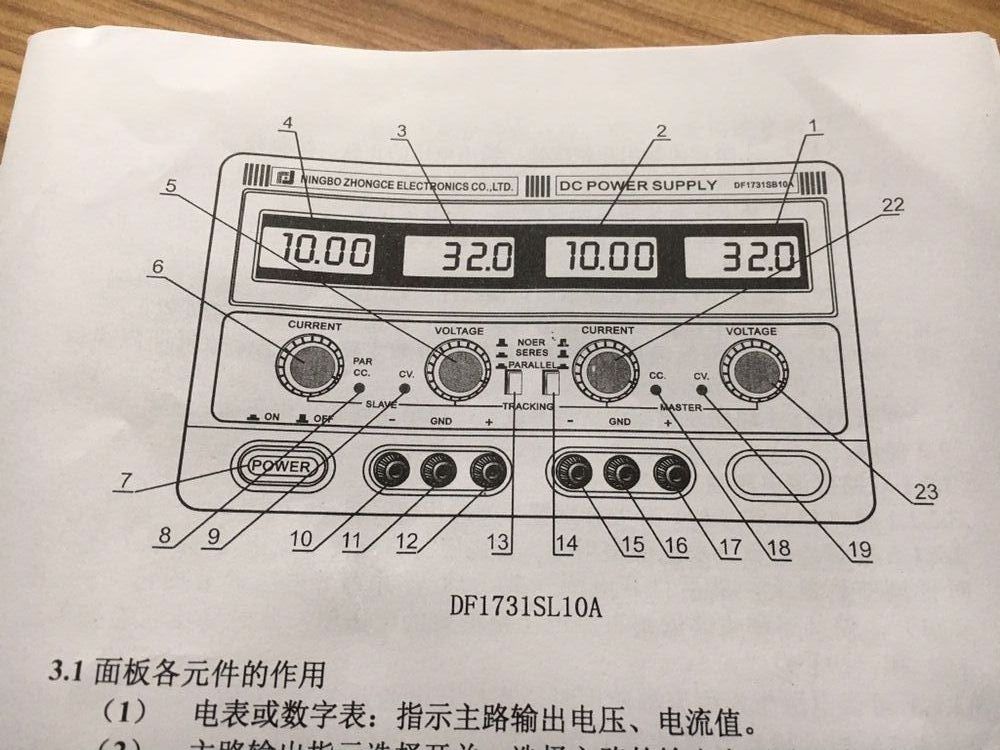 4 3 2 1
NINGBO ZHONGCE ELECTRONICS CO.,LTD. DC POWER SUPPLY DF1731SB10A
5 22
10.00 32.0 10.00 32.0
6
CURRENT VOLTAGE NOER CURRENT VOLTAGE
SERES
PAR PARALLEL
CC. CV. CC. CV.
SLAVE TRACKING MASTER
ON OFF - GND + - GND +
POWER
7 23
8 9 10 11 12 13 14 15 16 17 18 19
DF1731SL10A
3.1 面板各元件的作用
(1) 电表或数字表：指示主路输出电压、电流值。